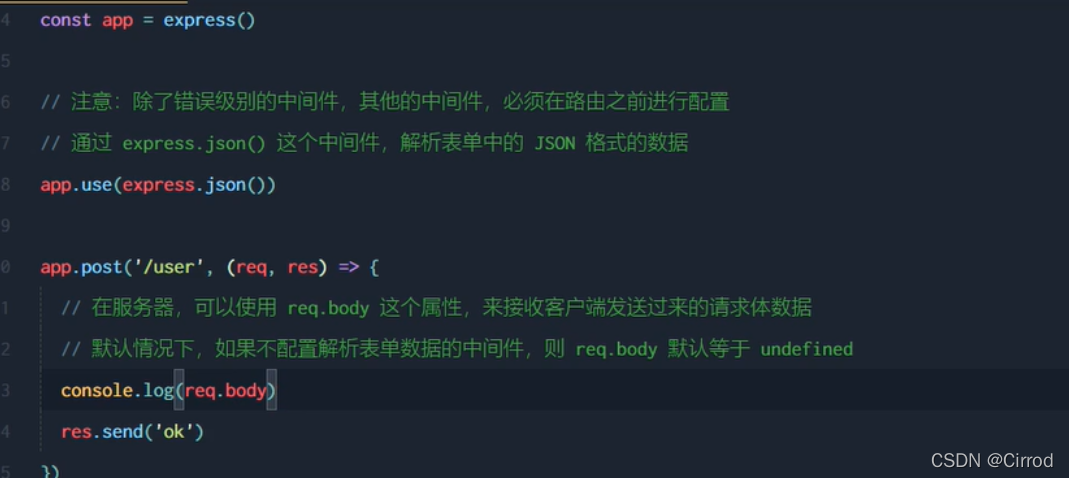 4 const app = express()
5
6 // 注意：除了错误级别的中间件，其他的中间件，必须在路由之前进行配置
7 // 通过 express.json() 这个中间件，解析表单中的 JSON 格式的数据
8 app.use(express.json())
9
0 app.post('/user', (req, res) => {
1 // 在服务器，可以使用 req.body 这个属性，来接收客户端发送过来的请求体数据
2 // 默认情况下，如果不配置解析表单数据的中间件，则 req.body 默认等于 undefined
3 console.log(req.body)
4 res.send('ok')
5 })
CSDN @Cirrod